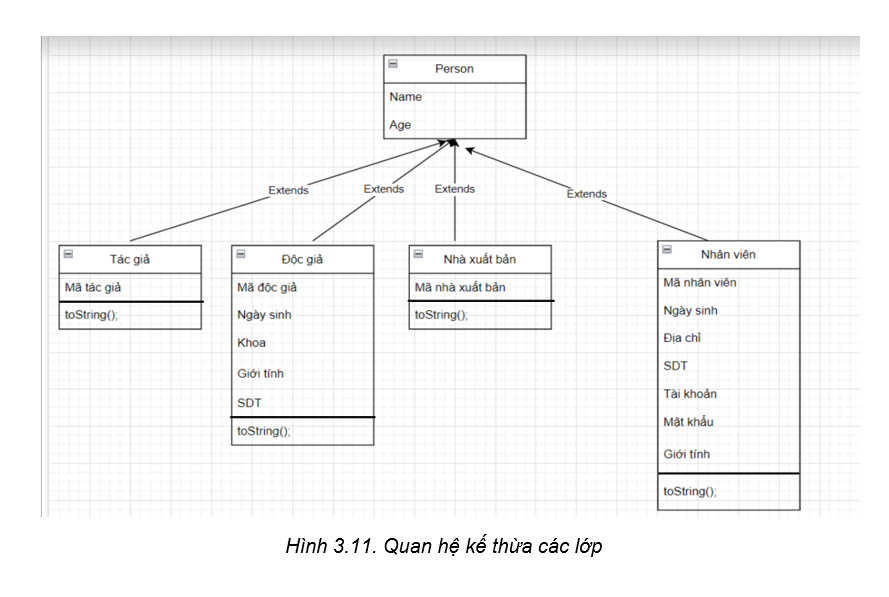 Person
Name
Age
Extends
Extends
Extends
Extends
Tác giả
Mã tác giả
toString();
Độc giả
Mã độc giả
Ngày sinh
Khoa
Giới tính
SDT
toString();
Nhà xuất bản
Mã nhà xuất bản
toString();
Nhân viên
Mã nhân viên
Ngày sinh
Địa chỉ
SDT
Tài khoản
Mật khẩu
Giới tính
toString();
Hình 3.11. Quan hệ kế thừa các lớp